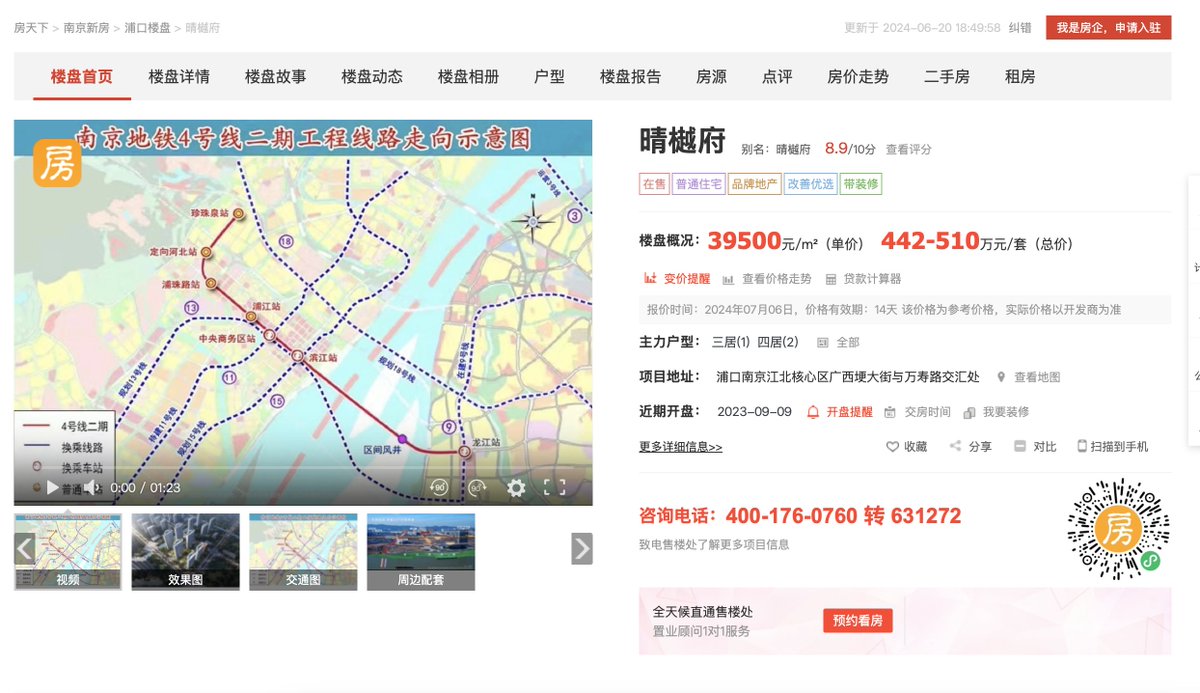 房天下 > 南京新房 > 浦口楼盘 > 晴樾府
更新于 2024-06-20 18:49:58 纠错 我是房企，申请入驻
楼盘首页 楼盘详情 楼盘故事 楼盘动态 楼盘相册 户型 楼盘报告 房源 点评 房价走势 二手房 租房
南京地铁4号线二期工程线路走向示意图
房
珍珠泉站
定向河北站
浦珠路站
浦江站
中央商务区站
滨江站
龙江站
区间风井
规划13号线
待建11号线
规划15号线
规划18号线
在建9号线
运营3号线
N
3
18
13
11
15
9
4号线二期
换乘线路
换乘车站
普通车站
0:00 / 01:23
90
90
视频
效果图
交通图
周边配套
晴樾府 别名：晴樾府 8.9/10分 查看评分
在售 普通住宅 品牌地产 改善优选 带装修
楼盘概况：39500元/m²（单价） 442-510万元/套（总价）
变价提醒 查看价格走势 贷款计算器
报价时间：2024年07月06日，价格有效期：14天 该价格为参考价格，实际价格以开发商为准
主力户型： 三居(1) 四居(2) 全部
项目地址： 浦口南京江北核心区广西埂大街与万寿路交汇处 查看地图
近期开盘： 2023-09-09 开盘提醒 交房时间 我要装修
更多详细信息>> 收藏 分享 对比 扫描到手机
咨询电话：400-176-0760 转 631272
致电售楼处了解更多项目信息
房
全天候直通售楼处
置业顾问1对1服务
预约看房